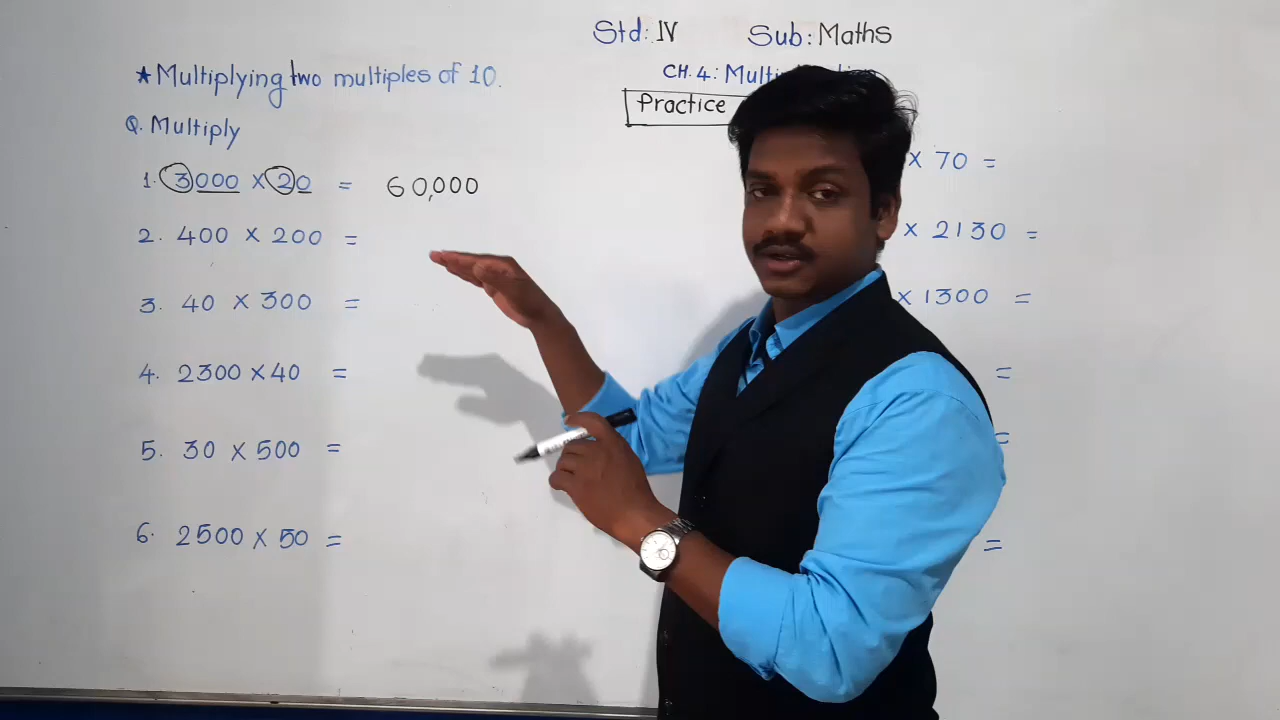 Std: IV Sub: Maths
CH. 4: Multiplication
Practice
★ Multiplying two multiples of 10.
Q. Multiply
1. 3000 × 20 = 60,000
2. 400 × 200 =
3. 40 × 300 =
4. 2300 × 40 =
5. 30 × 500 =
6. 2500 × 50 =
× 70 =
× 2130 =
× 1300 =
=
=
=